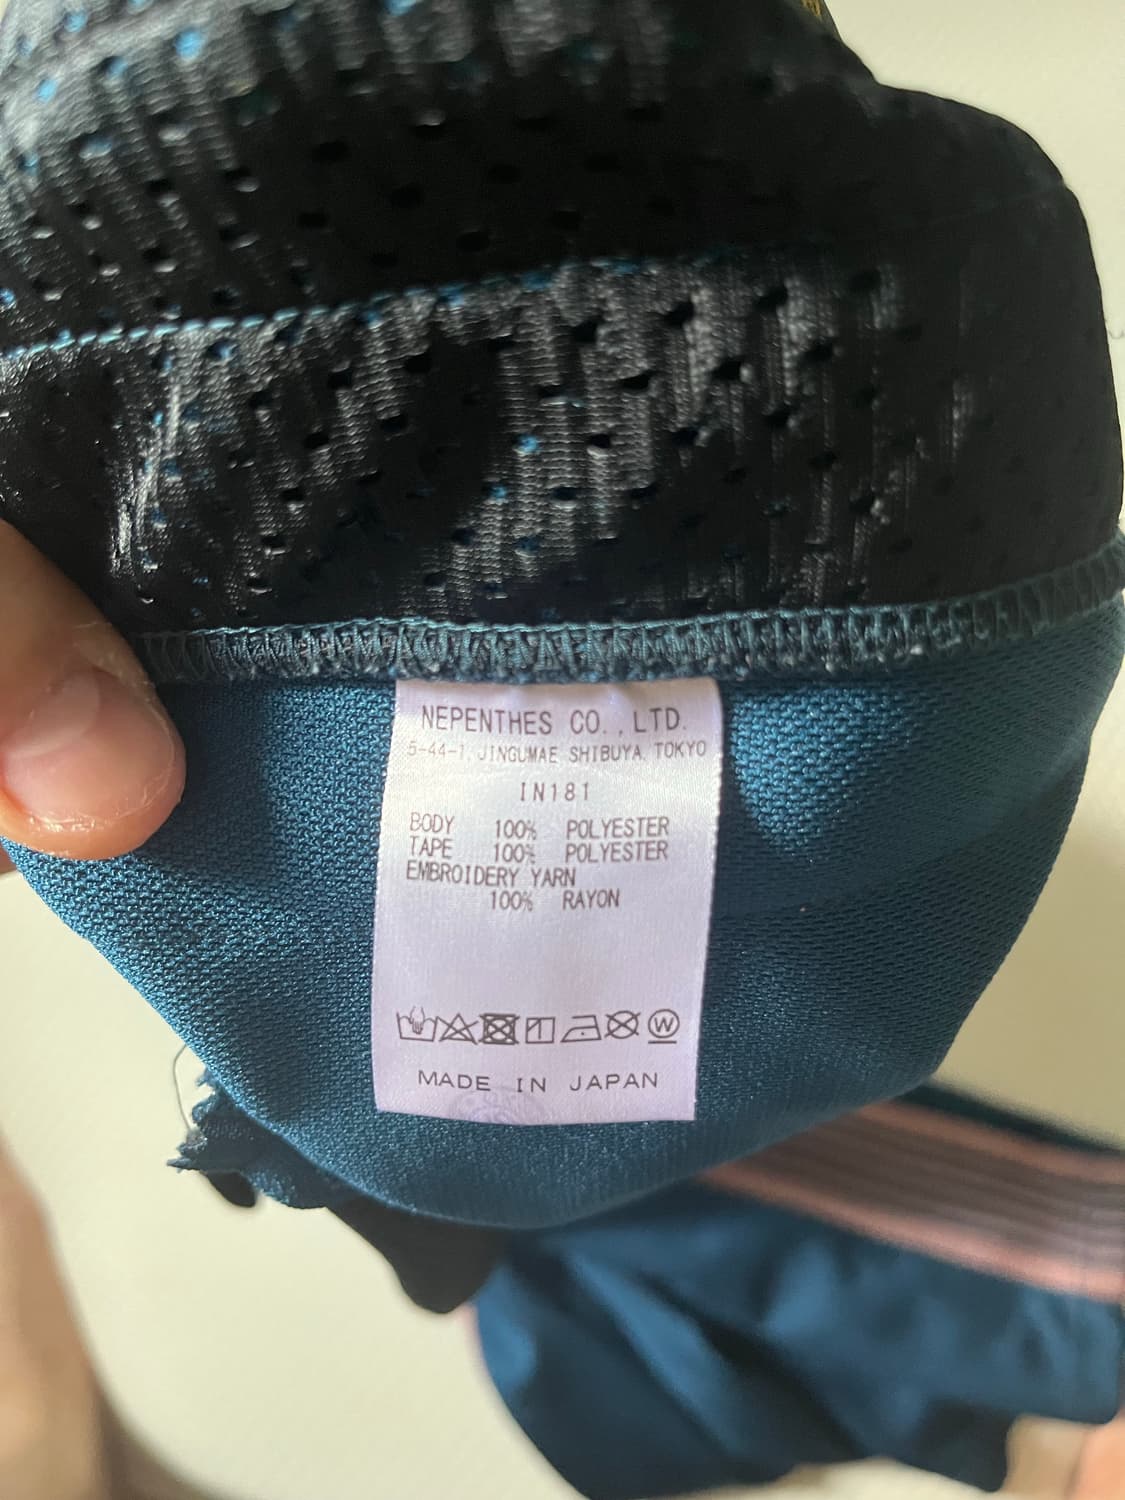 NEPENTHES CO.,LTD.
5-44-1, JINGUMAE SHIBUYA, TOKYO
IN181
BODY 100% POLYESTER
TAPE 100% POLYESTER
EMBROIDERY YARN
100% RAYON
W
MADE IN JAPAN